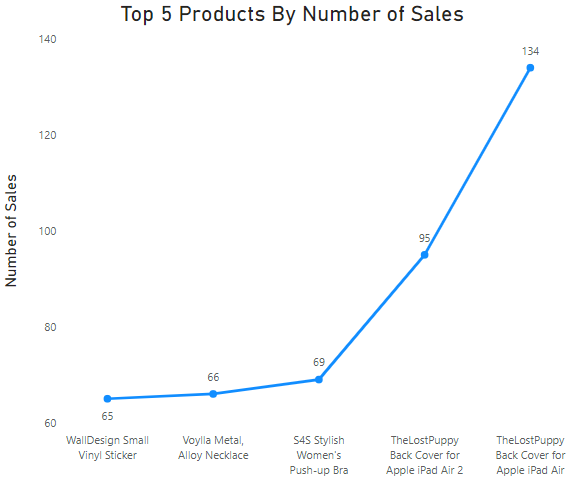 Top 5 Products By Number of Sales
140
120
100
80
60
Number of Sales
65
66
69
95
134
WallDesign Small
Vinyl Sticker
Voylla Metal,
Alloy Necklace
S4S Stylish
Women's
Push-up Bra
TheLostPuppy
Back Cover for
Apple iPad Air 2
TheLostPuppy
Back Cover for
Apple iPad Air